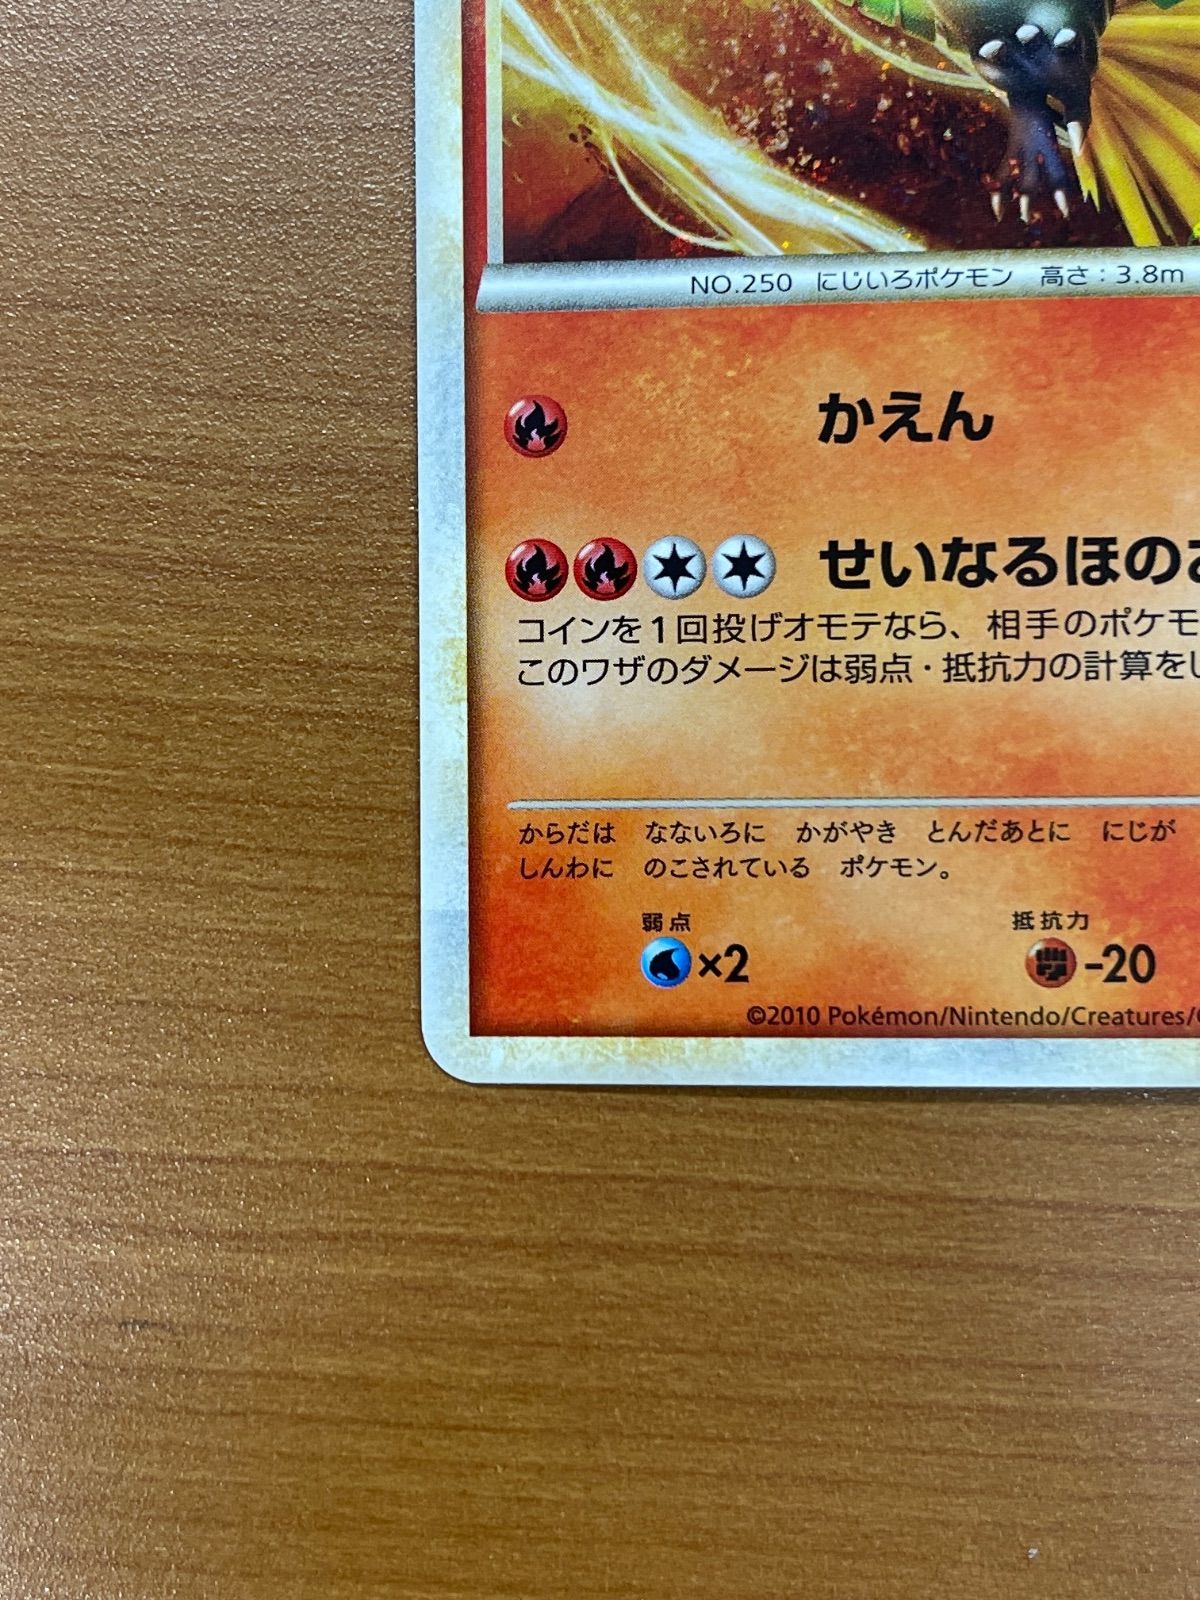 NO.250 にじいろポケモン 高さ：3.8m
かえん
せいなるほのお
コインを1回投げオモテなら、相手のポケモ
このワザのダメージは弱点・抵抗力の計算をし
からだは なないろに かがやき とんだあとに にじが
しんわに のこされている ポケモン。
弱点 抵抗力
×2 -20
©2010 Pokémon/Nintendo/Creatures/